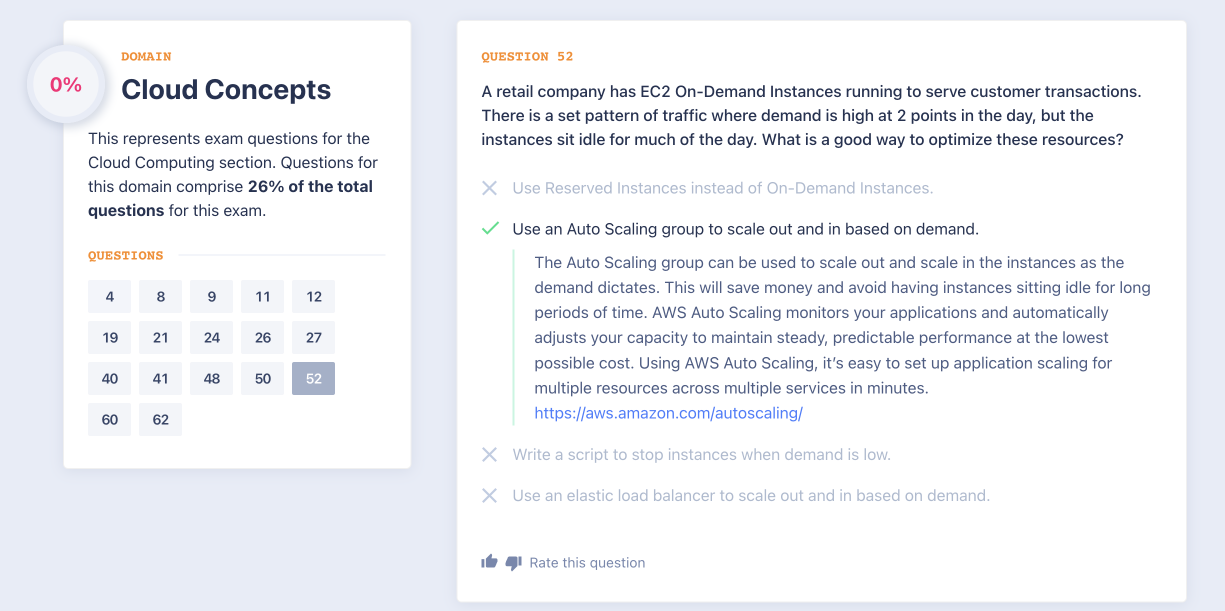 0%
DOMAIN
Cloud Concepts
This represents exam questions for the
Cloud Computing section. Questions for
this domain comprise 26% of the total
questions for this exam.
QUESTIONS
4 8 9 11 12
19 21 24 26 27
40 41 48 50 52
60 62
QUESTION 52
A retail company has EC2 On-Demand Instances running to serve customer transactions.
There is a set pattern of traffic where demand is high at 2 points in the day, but the
instances sit idle for much of the day. What is a good way to optimize these resources?
Use Reserved Instances instead of On-Demand Instances.
Use an Auto Scaling group to scale out and in based on demand.
The Auto Scaling group can be used to scale out and scale in the instances as the
demand dictates. This will save money and avoid having instances sitting idle for long
periods of time. AWS Auto Scaling monitors your applications and automatically
adjusts your capacity to maintain steady, predictable performance at the lowest
possible cost. Using AWS Auto Scaling, it’s easy to set up application scaling for
multiple resources across multiple services in minutes.
https://aws.amazon.com/autoscaling/
Write a script to stop instances when demand is low.
Use an elastic load balancer to scale out and in based on demand.
Rate this question